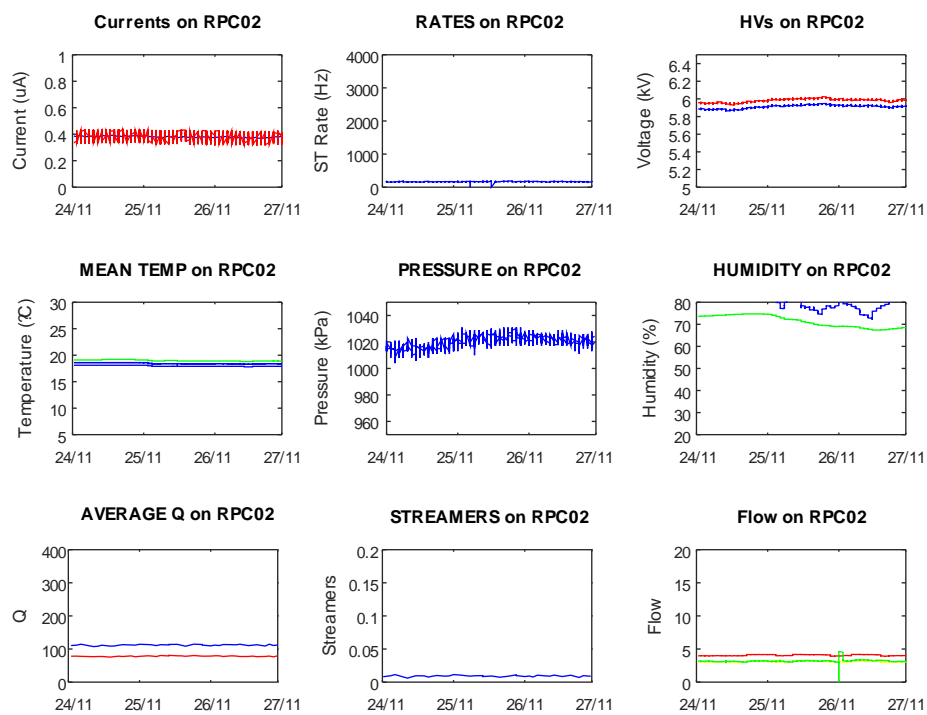 Currents on RPC02
Current (uA)
1
0.8
0.6
0.4
0.2
0
24/11 25/11 26/11 27/11
RATES on RPC02
ST Rate (Hz)
4000
3000
2000
1000
0
24/11 25/11 26/11 27/11
HVs on RPC02
Voltage (kV)
6.4
6.2
6
5.8
5.6
5.4
5.2
5
24/11 25/11 26/11 27/11
MEAN TEMP on RPC02
Temperature (?C)
30
25
20
15
10
5
24/11 25/11 26/11 27/11
PRESSURE on RPC02
Pressure (kPa)
1040
1020
1000
980
960
24/11 25/11 26/11 27/11
HUMIDITY on RPC02
Humidity (%)
80
70
60
50
40
30
20
24/11 25/11 26/11 27/11
AVERAGE Q on RPC02
Q
400
300
200
100
0
24/11 25/11 26/11 27/11
STREAMERS on RPC02
Streamers
0.2
0.15
0.1
0.05
0
24/11 25/11 26/11 27/11
Flow on RPC02
Flow
20
15
10
5
0
24/11 25/11 26/11 27/11